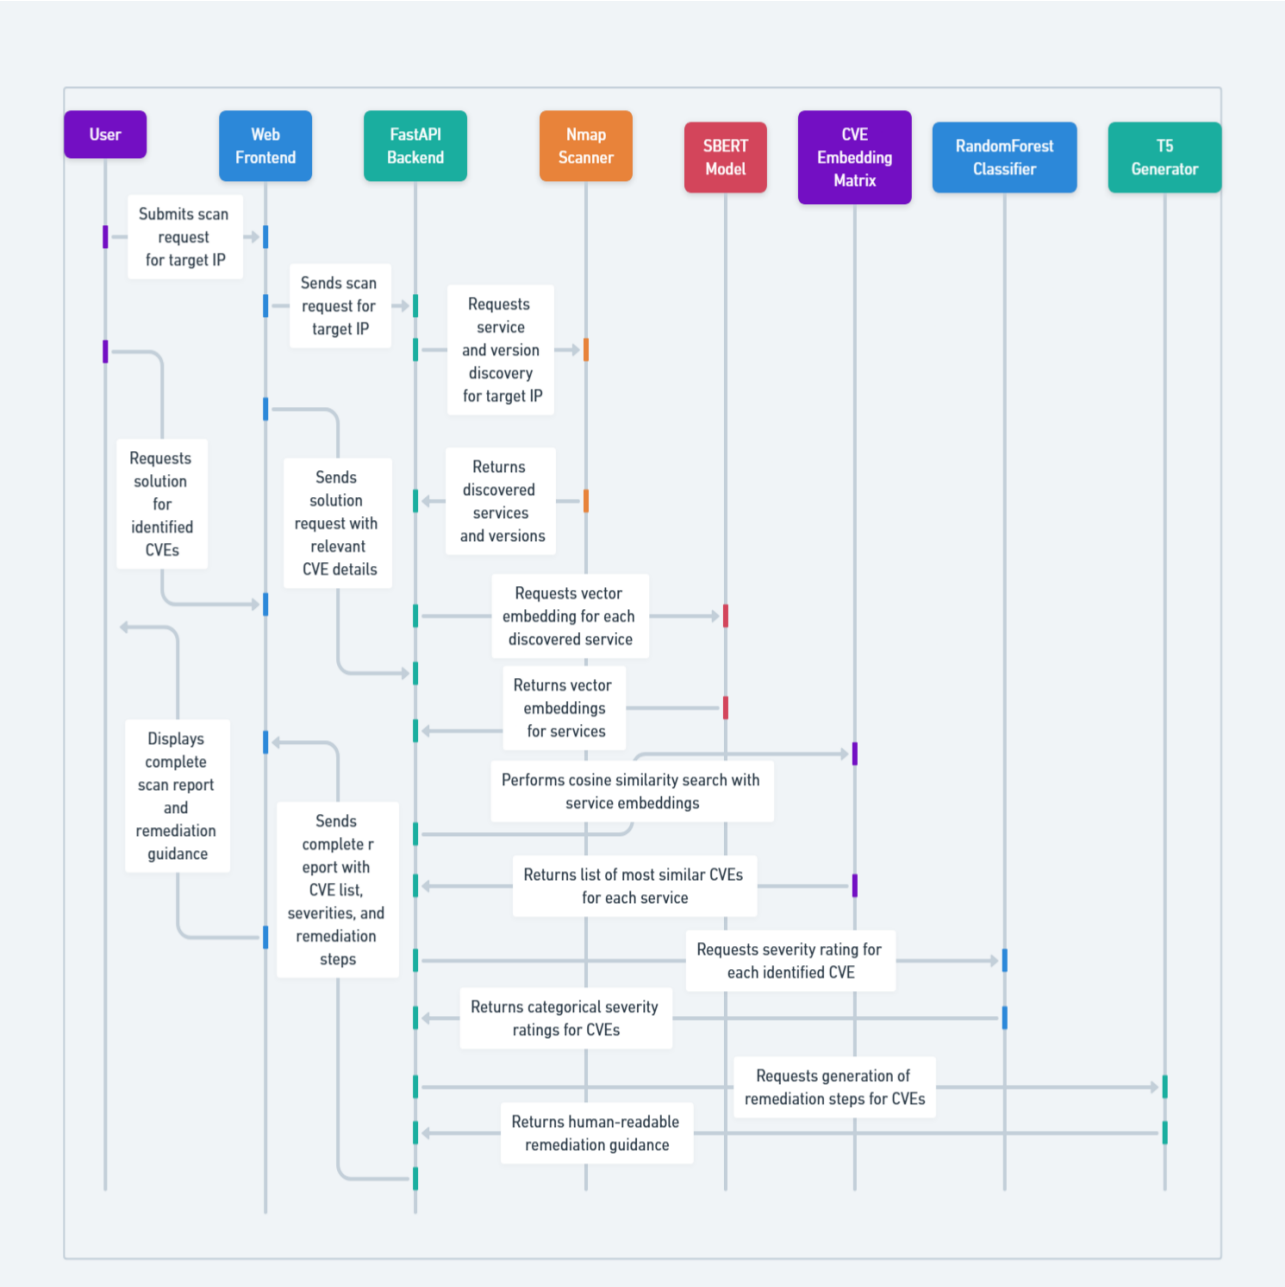 User
Web
Frontend
FastAPI
Backend
Nmap
Scanner
SBERT
Model
CVE
Embedding
Matrix
RandomForest
Classifier
T5
Generator
Submits scan
request
for target IP
Sends scan
request for
target IP
Requests
service
and version
discovery
for target IP
Requests
solution
for
identified
CVEs
Sends
solution
request with
relevant
CVE details
Returns
discovered
services
and versions
Requests vector
embedding for each
discovered service
Returns vector
embeddings
for services
Displays
complete
scan report
and
remediation
guidance
Performs cosine similarity search with
service embeddings
Sends
complete r
eport with
CVE list,
severities, and
remediation
steps
Returns list of most similar CVEs
for each service
Requests severity rating for
each identified CVE
Returns categorical severity
ratings for CVEs
Requests generation of
remediation steps for CVEs
Returns human-readable
remediation guidance